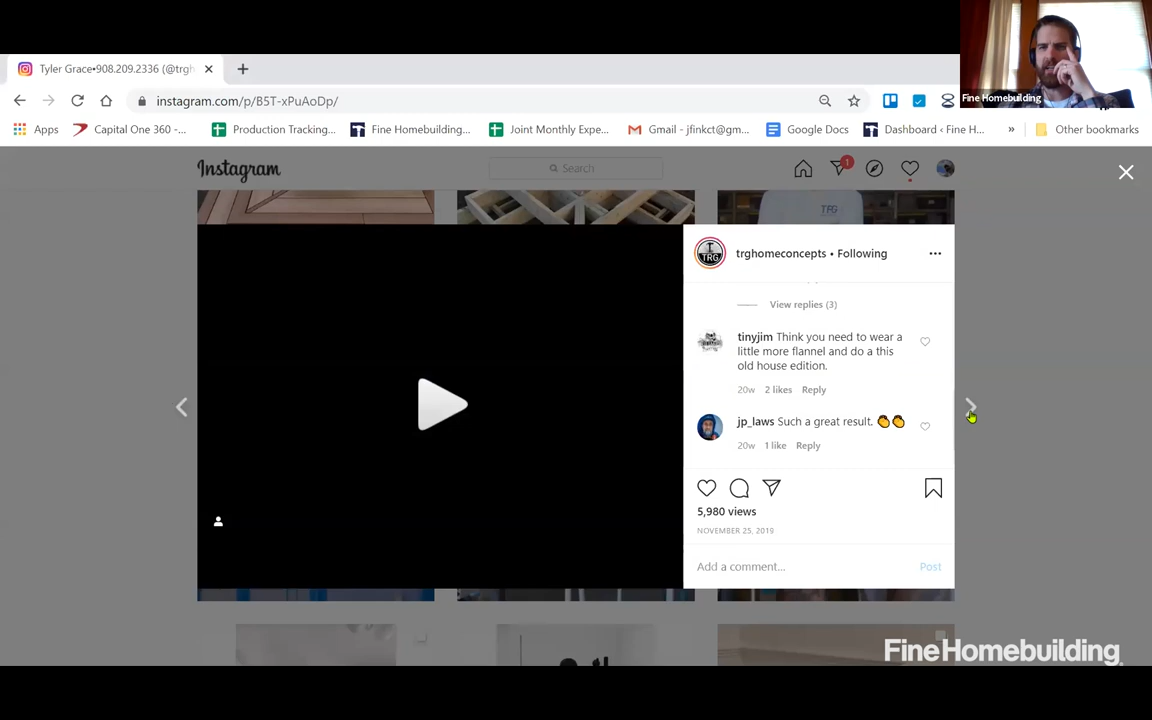 Tyler Grace•908.209.2336 (@trgh
instagram.com/p/B5T-xPuAoDp/
Fine Homebuilding
Apps
Capital One 360 -...
Production Tracking...
Fine Homebuilding...
Joint Monthly Expe...
Gmail - jfinkct@gm...
Google Docs
Dashboard ‹ Fine H...
»
Other bookmarks
Instagram
Search
1
TRG
trghomeconcepts • Following
View replies (3)
tinyjim Think you need to wear a
little more flannel and do a this
old house edition.
20w 2 likes Reply
jp_laws Such a great result. 👏👏
20w 1 like Reply
5,980 views
NOVEMBER 25, 2019
Add a comment... Post
FineHomebuilding